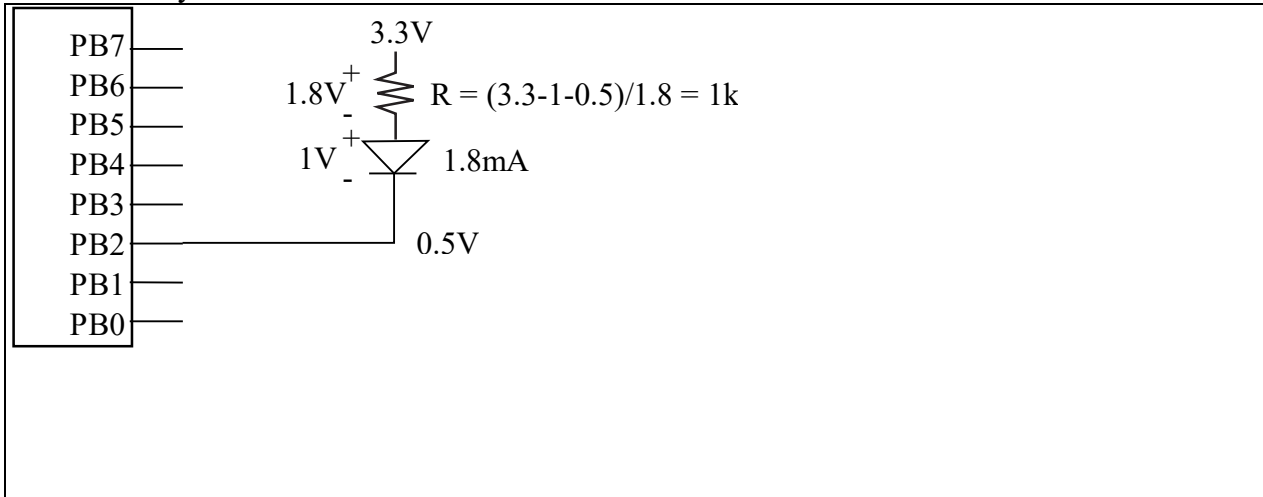 PB7
PB6
PB5
PB4
PB3
PB2
PB1
PB0
3.3V
+
1.8V
R = (3.3-1-0.5)/1.8 = 1k
-
+
1V
1.8mA
-
0.5V